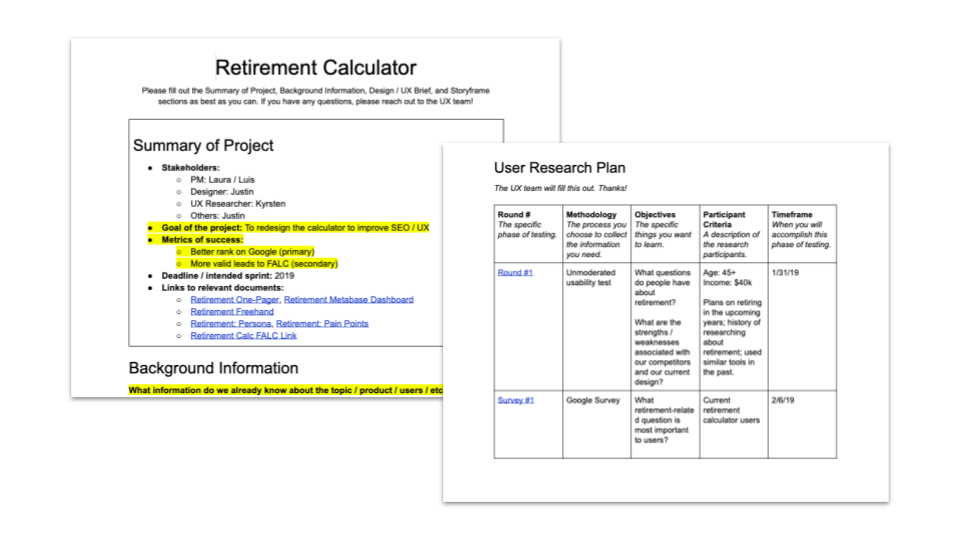 Retirement Calculator
Please fill out the Summary of Project, Background Information, Design / UX Brief, and Storyframe
sections as best as you can. If you have any questions, please reach out to the UX team!
Summary of Project
● Stakeholders:
○ PM: Laura / Luis
○ Designer: Justin
○ UX Researcher: Kyrsten
○ Others: Justin
● Goal of the project: To redesign the calculator to improve SEO / UX
● Metrics of success:
○ Better rank on Google (primary)
○ More valid leads to FALC (secondary)
● Deadline / intended sprint: 2019
● Links to relevant documents:
○ Retirement One-Pager, Retirement Metabase Dashboard
○ Retirement Freehand
○ Retirement: Persona, Retirement: Pain Points
○ Retirement Calc FALC Link
Background Information
What information do we already know about the topic / product / users / etc
User Research Plan
The UX team will fill this out. Thanks!
Round #
The specific
phase of testing.
Methodology
The process you
choose to collect
the information
you need.
Objectives
The specific
things you want
to learn.
Participant
Criteria
A description of
the research
participants.
Timeframe
When you will
accomplish this
phase of testing.
Round #1
Unmoderated
usability test
What questions
do people have
about
retirement?
What are the
strengths /
weaknesses
associated with
our competitors
and our current
design?
Age: 45+
Income: $40k
Plans on retiring
in the upcoming
years; history of
researching
about
retirement; used
similar tools in
the past.
1/31/19
Survey #1
Google Survey
What
retirement-relate
d question is
most important
to users?
Current
retirement
calculator users
2/6/19